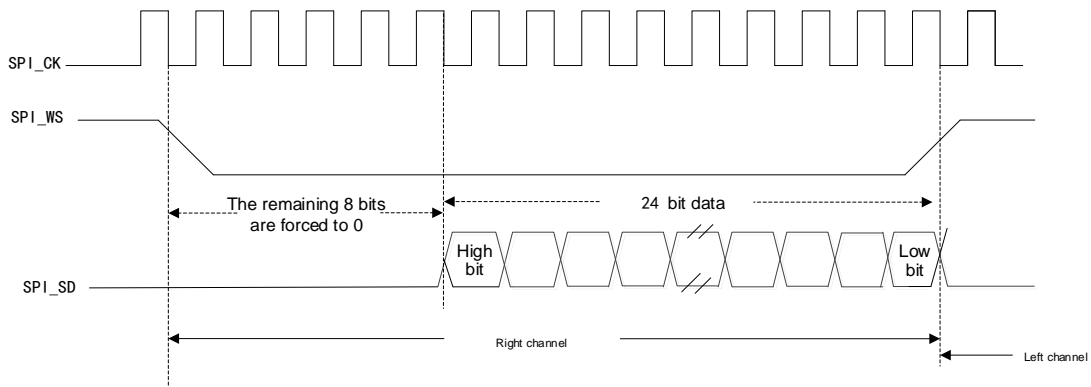 SPI_CK
SPI_WS
The remaining 8 bits
are forced to 0
24 bit data
High
bit
Low
bit
SPI_SD
Right channel
Left channel